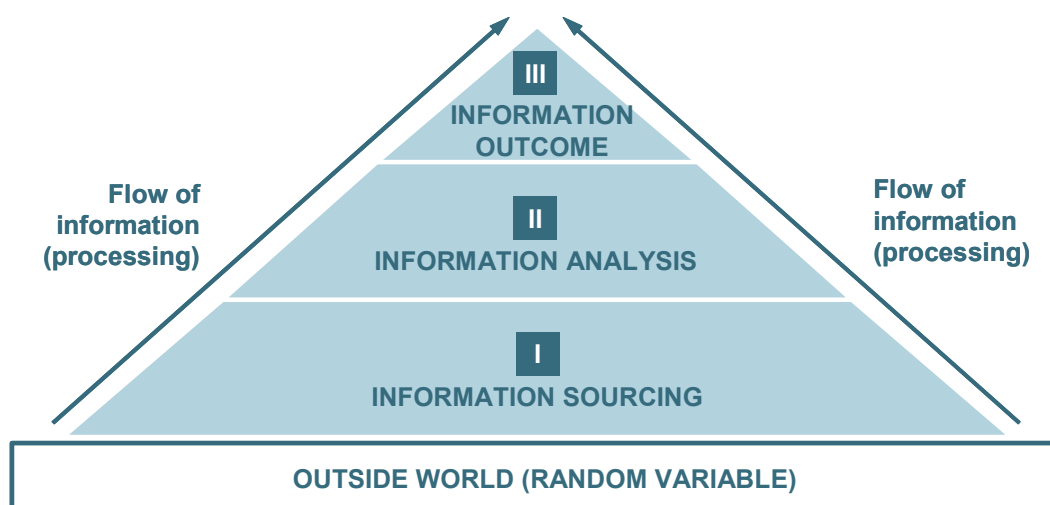 III
INFORMATION
OUTCOME
Flow of
information
(processing)
Flow of
information
(processing)
II
INFORMATION ANALYSIS
I
INFORMATION SOURCING
OUTSIDE WORLD (RANDOM VARIABLE)